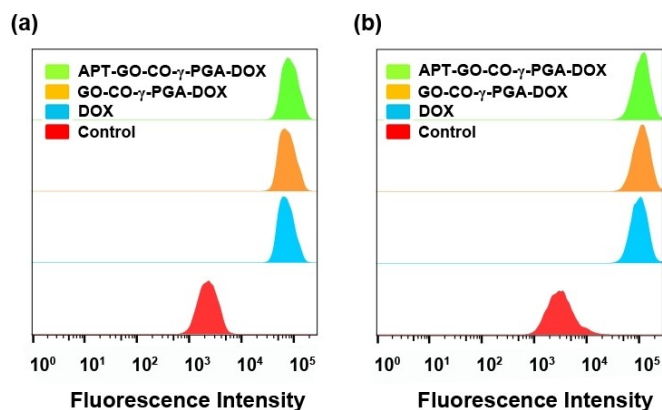 (a)
APT-GO-CO-γ-PGA-DOX
GO-CO-γ-PGA-DOX
DOX
Control
10⁰ 10¹ 10² 10³ 10⁴ 10⁵
Fluorescence Intensity
(b)
APT-GO-CO-γ-PGA-DOX
GO-CO-γ-PGA-DOX
DOX
Control
10⁰ 10¹ 10² 10³ 10⁴ 10⁵
Fluorescence Intensity